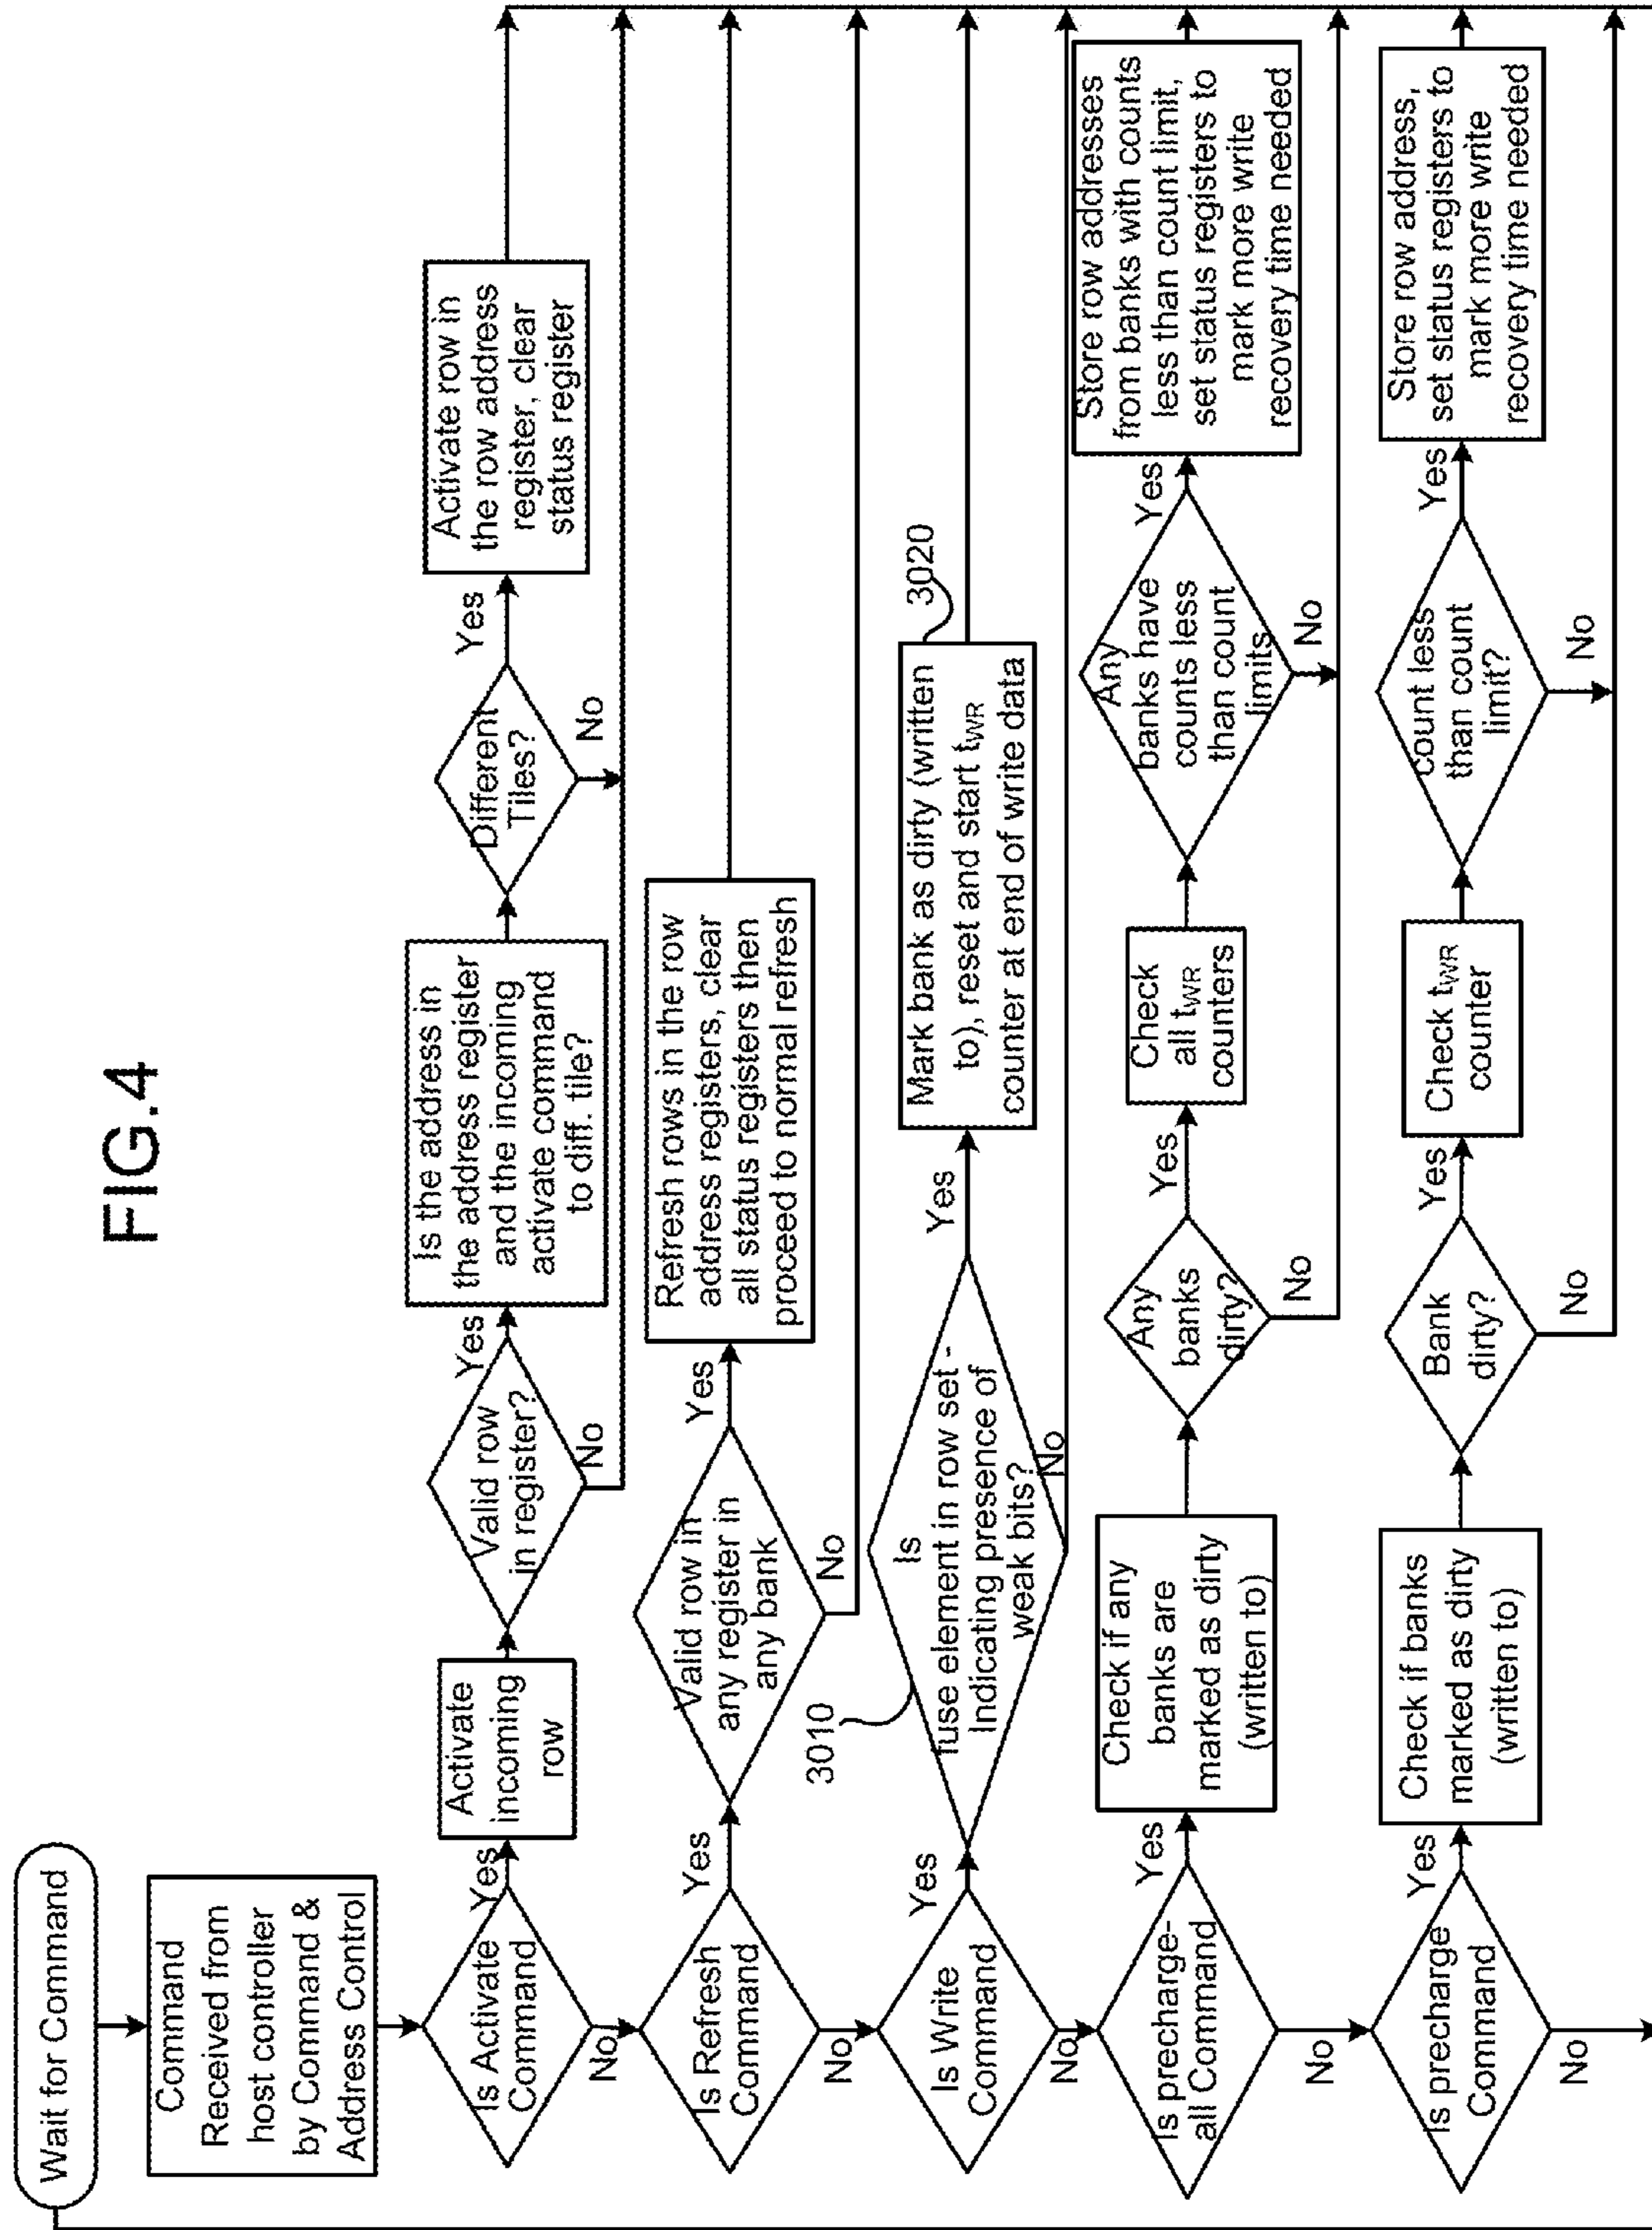 FIG.4
Wait for Command
Command
Received from
host controller
by Command &
Address Control
Is Activate
Command
Yes
No
Activate
incoming
row
Valid row
in register?
Yes
No
Is the address in
the address register
and the incoming
activate command
to diff. tile?
Different
Tiles?
Yes
No
Activate row in
the row address
register, clear
status register
Is Refresh
Command
Yes
No
Valid row in
any register in
any bank
Yes
No
Refresh rows in the row
address registers, clear
all status registers then
proceed to normal refresh
Is Write
Command
Yes
No
3010
Is
fuse element in row set -
Indicating presence of
weak bits?
Yes
No
3020
Mark bank as dirty (written
to), reset and start tWR
counter at end of write data
Is precharge-
all Command
Yes
No
Check if any
banks are
marked as dirty
(written to)
Any
banks
dirty?
Yes
No
Check
all tWR
counters
Any
banks have
counts less
than count
limits
Yes
No
Store row addresses
from banks with counts
less than count limit,
set status registers to
mark more write
recovery time needed
Is precharge
Command
Yes
No
Check if banks
marked as dirty
(written to)
Bank
dirty?
Yes
No
Check tWR
counter
count less
than count
limit?
Yes
No
Store row address,
set status registers to
mark more write
recovery time needed